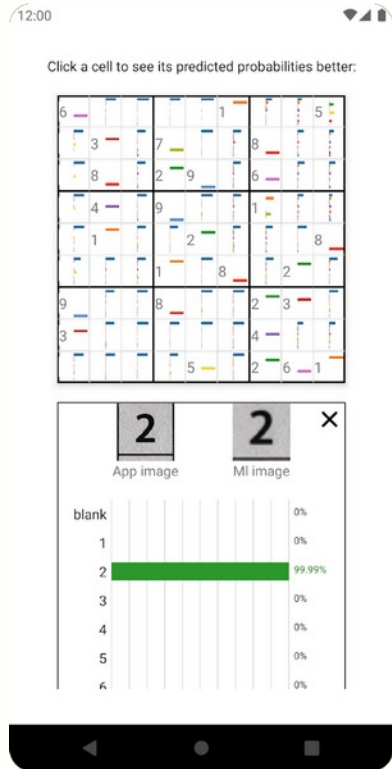 12:00
Click a cell to see its predicted probabilities better:
6 1 5
3 7 8
8 2 9 6
4 9 1
1 2 8
1 8 2
9 8 2 3
3 4
5 2 6 1
2 2
App image Ml image
blank 0%
1 0%
2 99.99%
3 0%
4 0%
5 0%
6 0%